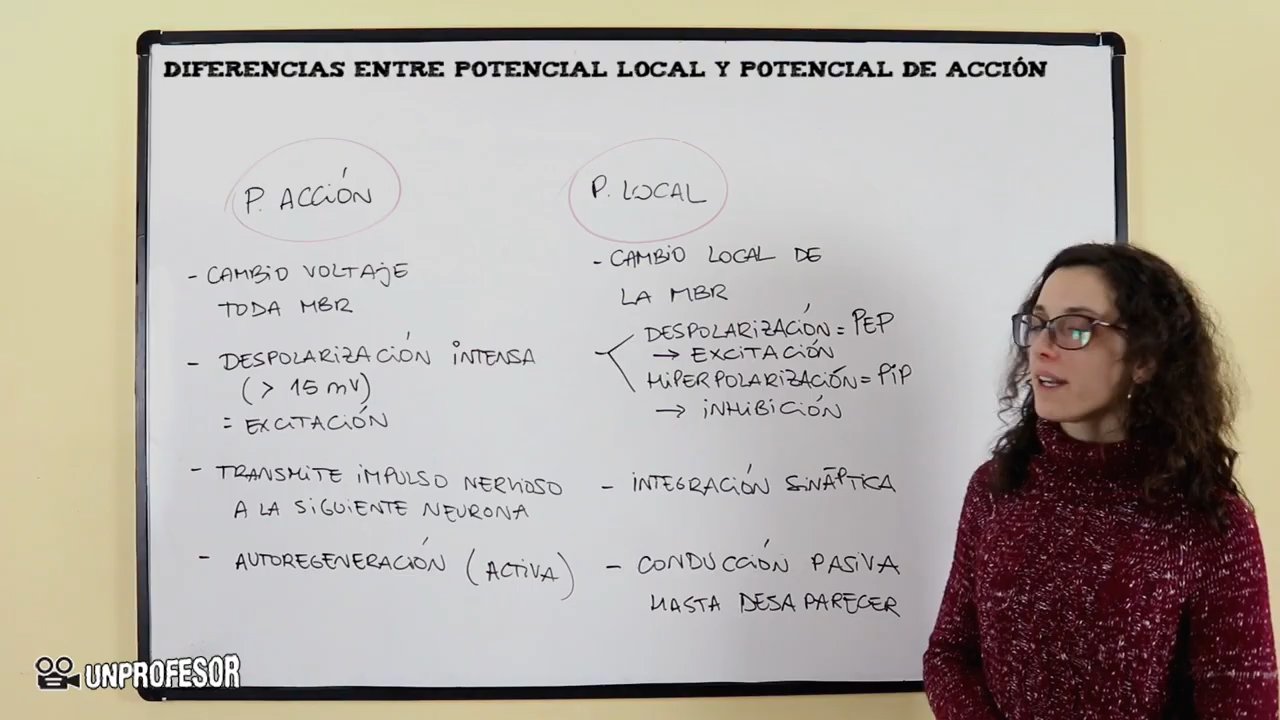 DIFERENCIAS ENTRE POTENCIAL LOCAL Y POTENCIAL DE ACCIÓN
P. ACCIÓN
- CAMBIO VOLTAJE
TODA MBR
- DESPOLARIZACIÓN INTENSA
(> 15 mV)
= EXCITACIÓN
- TRANSMITE IMPULSO NERVIOSO
A LA SIGUIENTE NEURONA
- AUTOREGENERACIÓN (ACTIVA)
P. LOCAL
- CAMBIO LOCAL DE
LA MBR
DESPOLARIZACIÓN = PEP
→ EXCITACIÓN
HIPERPOLARIZACIÓN = PIP
→ INHIBICIÓN
- INTEGRACIÓN SINÁPTICA
- CONDUCCIÓN PASIVA
HASTA DESAPARECER
UNPROFESOR